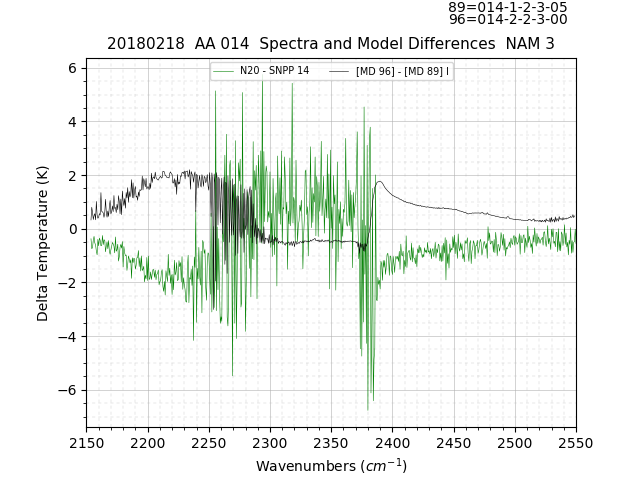 89=014-1-2-3-05
96=014-2-2-3-00
20180218 AA 014 Spectra and Model Differences NAM 3
N20 - SNPP 14
[MD 96] - [MD 89] I
6
4
2
0
−2
−4
−6
Delta Temperature (K)
2150 2200 2250 2300 2350 2400 2450 2500 2550
Wavenumbers (cm⁻¹)